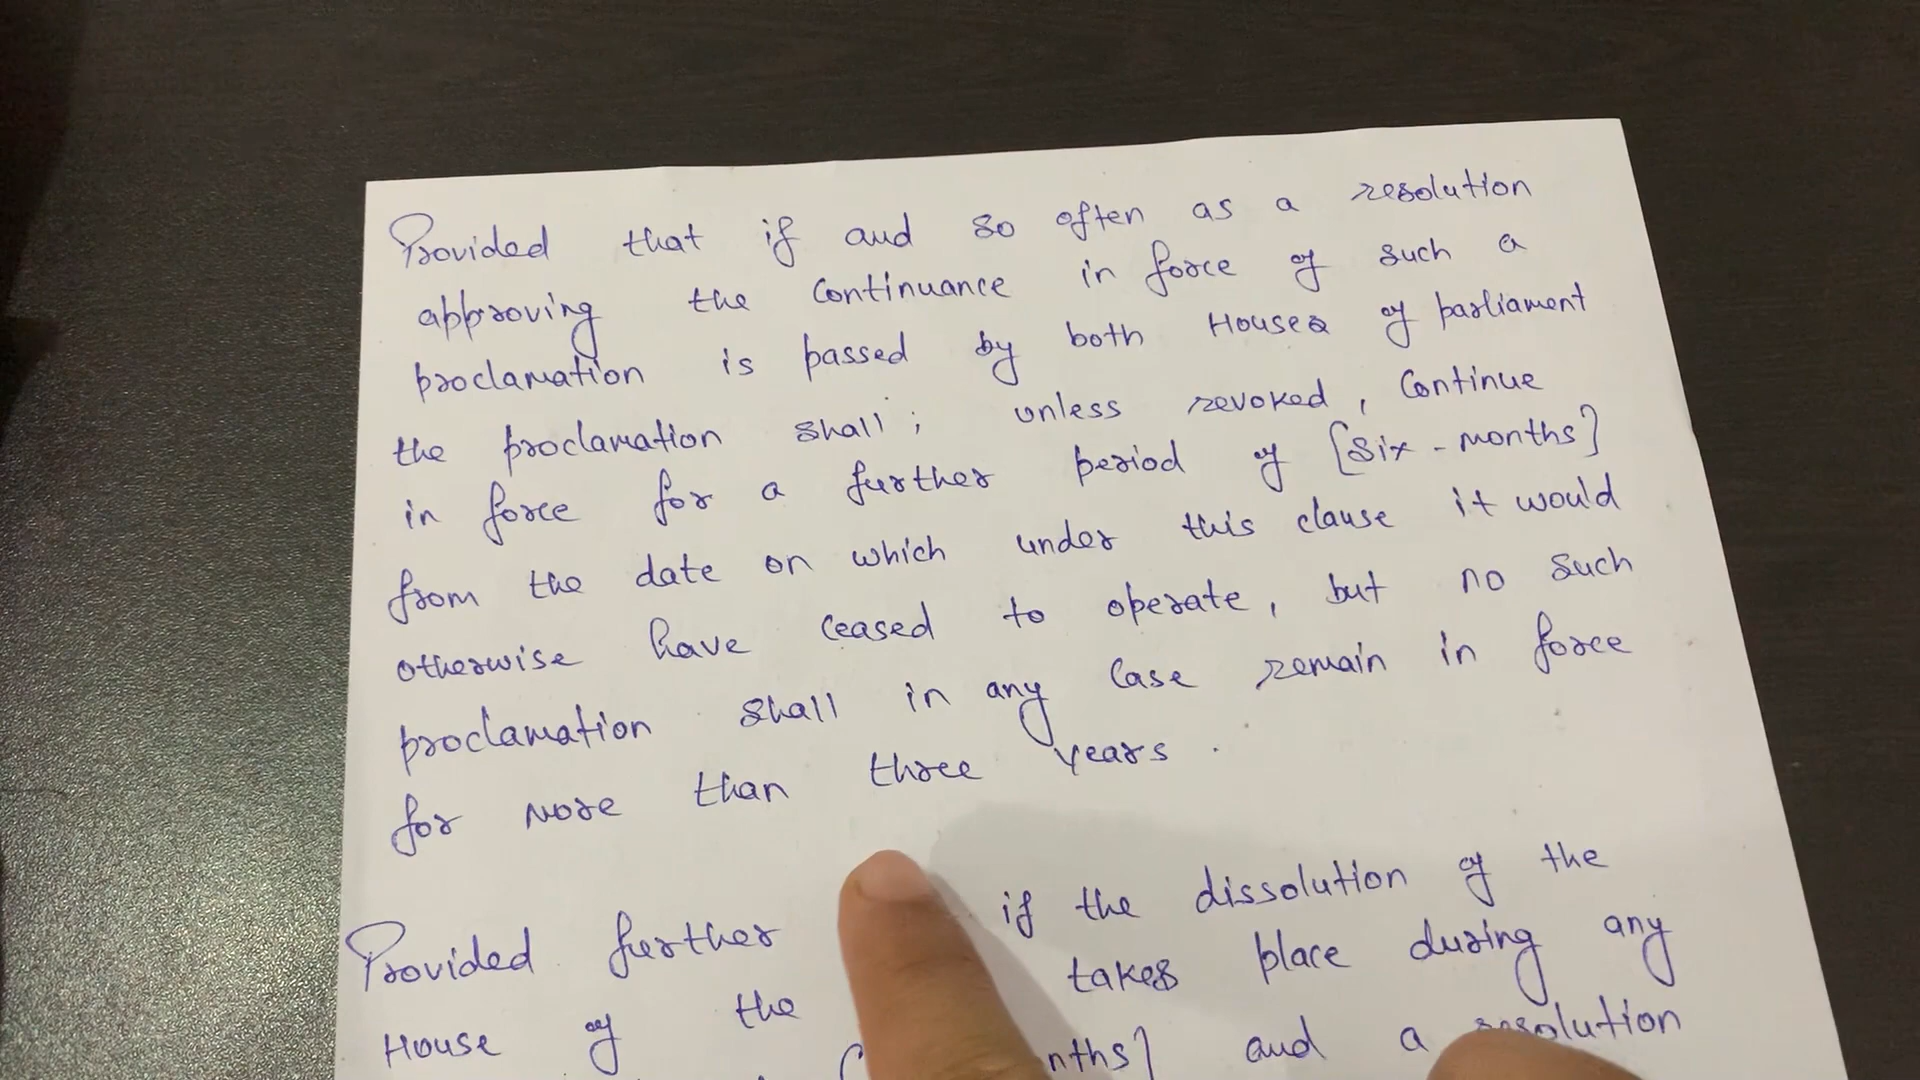 Provided that if and so often as a resolution
approving the continuance in force of such a
proclamation is passed by both Houses of parliament
the proclamation shall; unless revoked, continue
in force for a further period of [six-months]
from the date on which under this clause it would
otherwise have ceased to operate, but no such
proclamation shall in any case remain in force
for more than three years.
Provided further if the dissolution of the
House of the takes place during any
nths] and a resolution